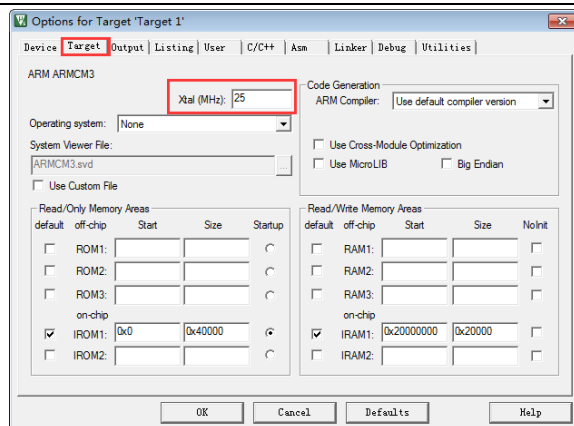 Options for Target 'Target 1'
Device Target Output Listing User C/C++ Asm Linker Debug Utilities
ARM ARMCM3
Xtal (MHz): 25
Operating system: None
System Viewer File:
ARMCM3.svd ...
Use Custom File
Code Generation
ARM Compiler: Use default compiler version
Use Cross-Module Optimization
Use MicroLIB Big Endian
Read/Only Memory Areas
default off-chip Start Size Startup
ROM1:
ROM2:
ROM3:
on-chip
IROM1: 0x0 0x40000
IROM2:
Read/Write Memory Areas
default off-chip Start Size NoInit
RAM1:
RAM2:
RAM3:
on-chip
IRAM1: 0x20000000 0x20000
IRAM2:
OK Cancel Defaults Help